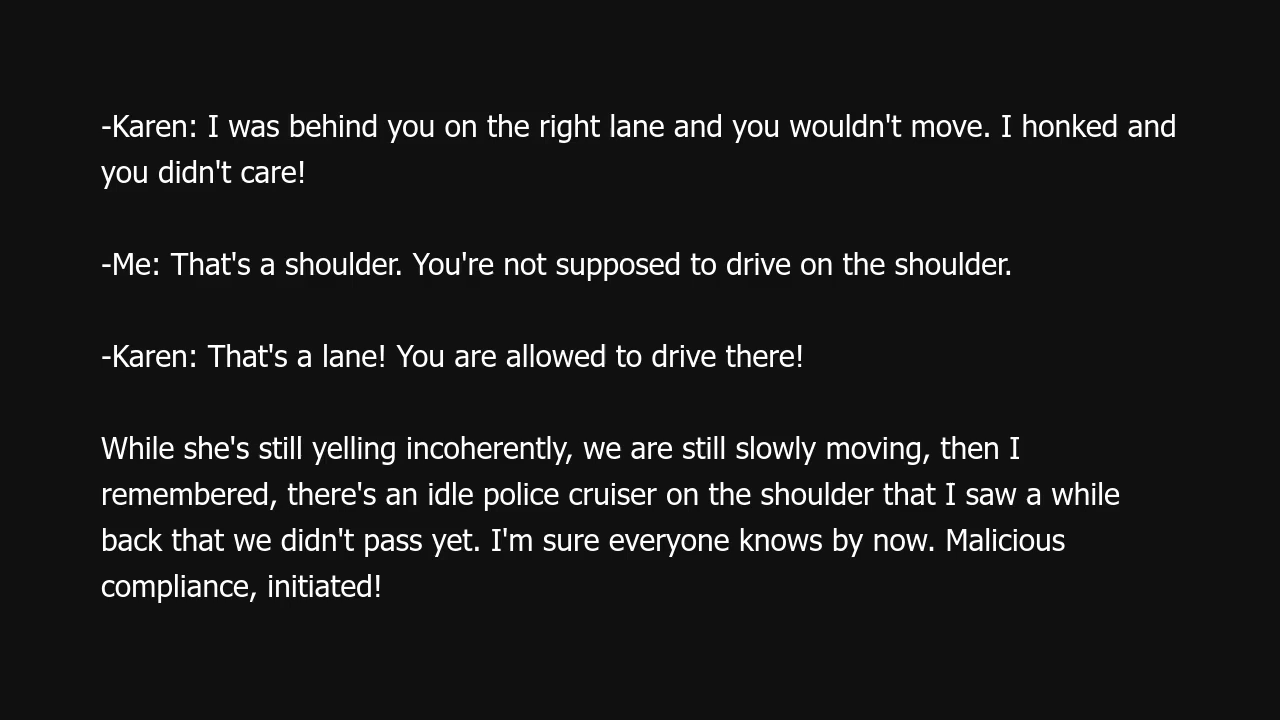 -Karen: I was behind you on the right lane and you wouldn't move. I honked and
you didn't care!
-Me: That's a shoulder. You're not supposed to drive on the shoulder.
-Karen: That's a lane! You are allowed to drive there!
While she's still yelling incoherently, we are still slowly moving, then I
remembered, there's an idle police cruiser on the shoulder that I saw a while
back that we didn't pass yet. I'm sure everyone knows by now. Malicious
compliance, initiated!